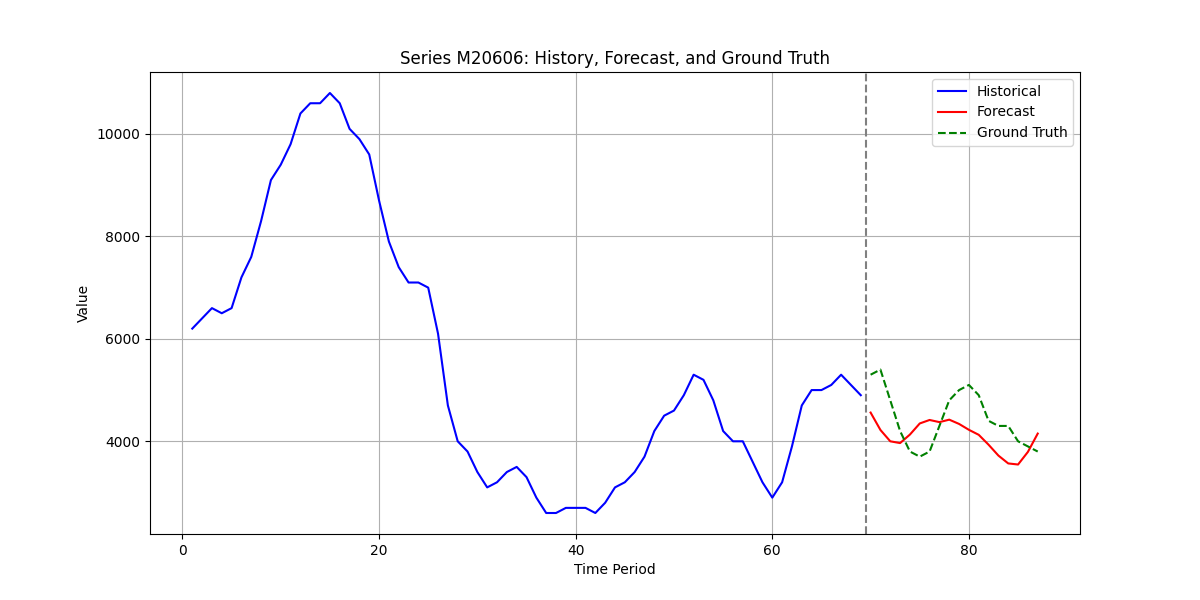 Series M20606: History, Forecast, and Ground Truth
Historical
Forecast
Ground Truth
10000
8000
6000
4000
Value
0
20
40
60
80
Time Period